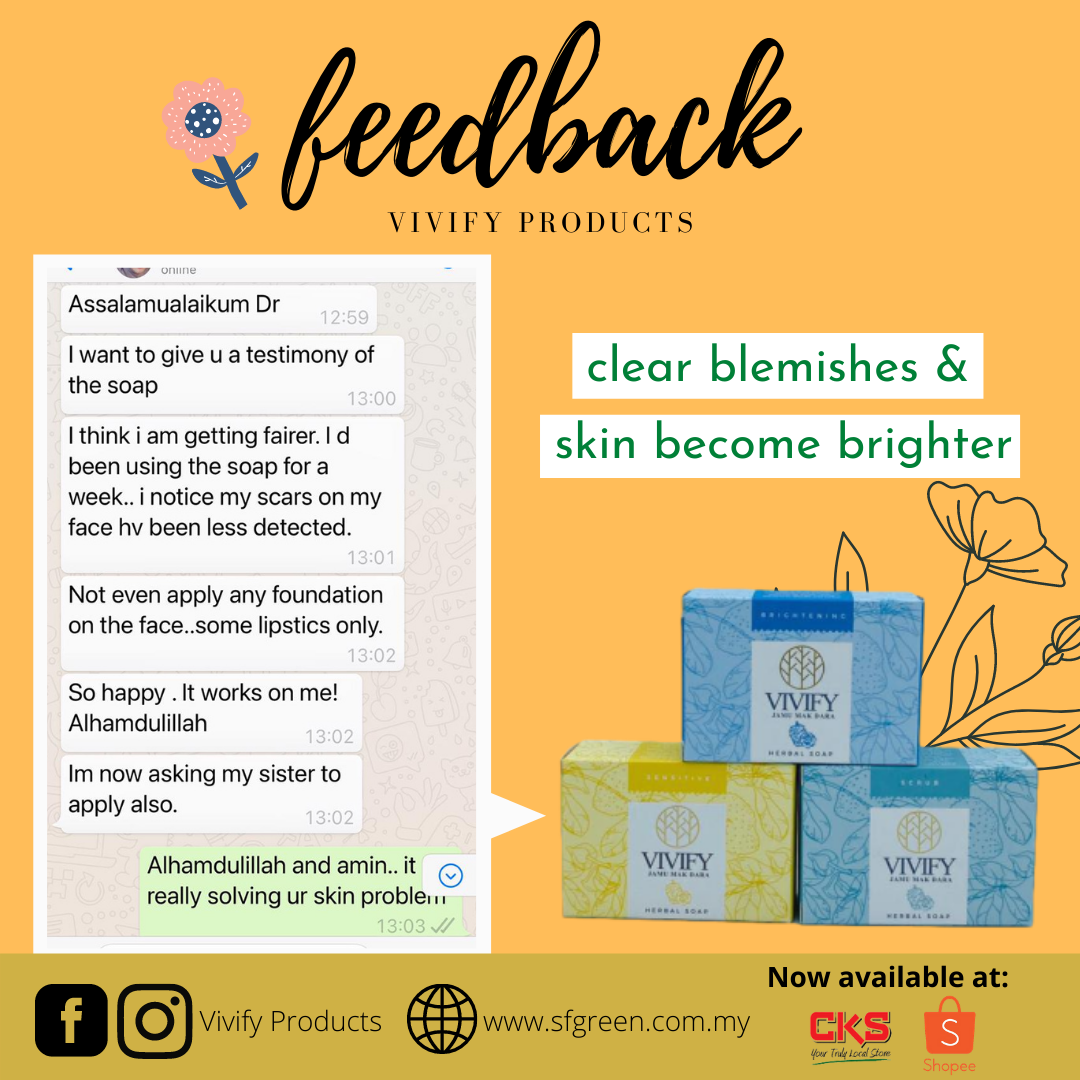 feedback
VIVIFY PRODUCTS
online
Assalamualaikum Dr
12:59
I want to give u a testimony of
the soap
13:00
I think i am getting fairer. I d
been using the soap for a
week.. i notice my scars on my
face hv been less detected.
13:01
Not even apply any foundation
on the face..some lipstics only.
13:02
So happy . It works on me!
Alhamdulillah
13:02
Im now asking my sister to
apply also.
13:02
Alhamdulillah and amin.. it
really solving ur skin problem
13:03
clear blemishes &
skin become brighter
BRIGHTENING
VIVIFY
JAMU MAK DARA
HERBAL SOAP
SENSITIVE
VIVIFY
JAMU MAK DARA
HERBAL SOAP
SCRUB
VIVIFY
JAMU MAK DARA
HERBAL SOAP
Now available at:
f
Vivify Products
www.sfgreen.com.my
CKS
Your Truly Local Store
S
Shopee